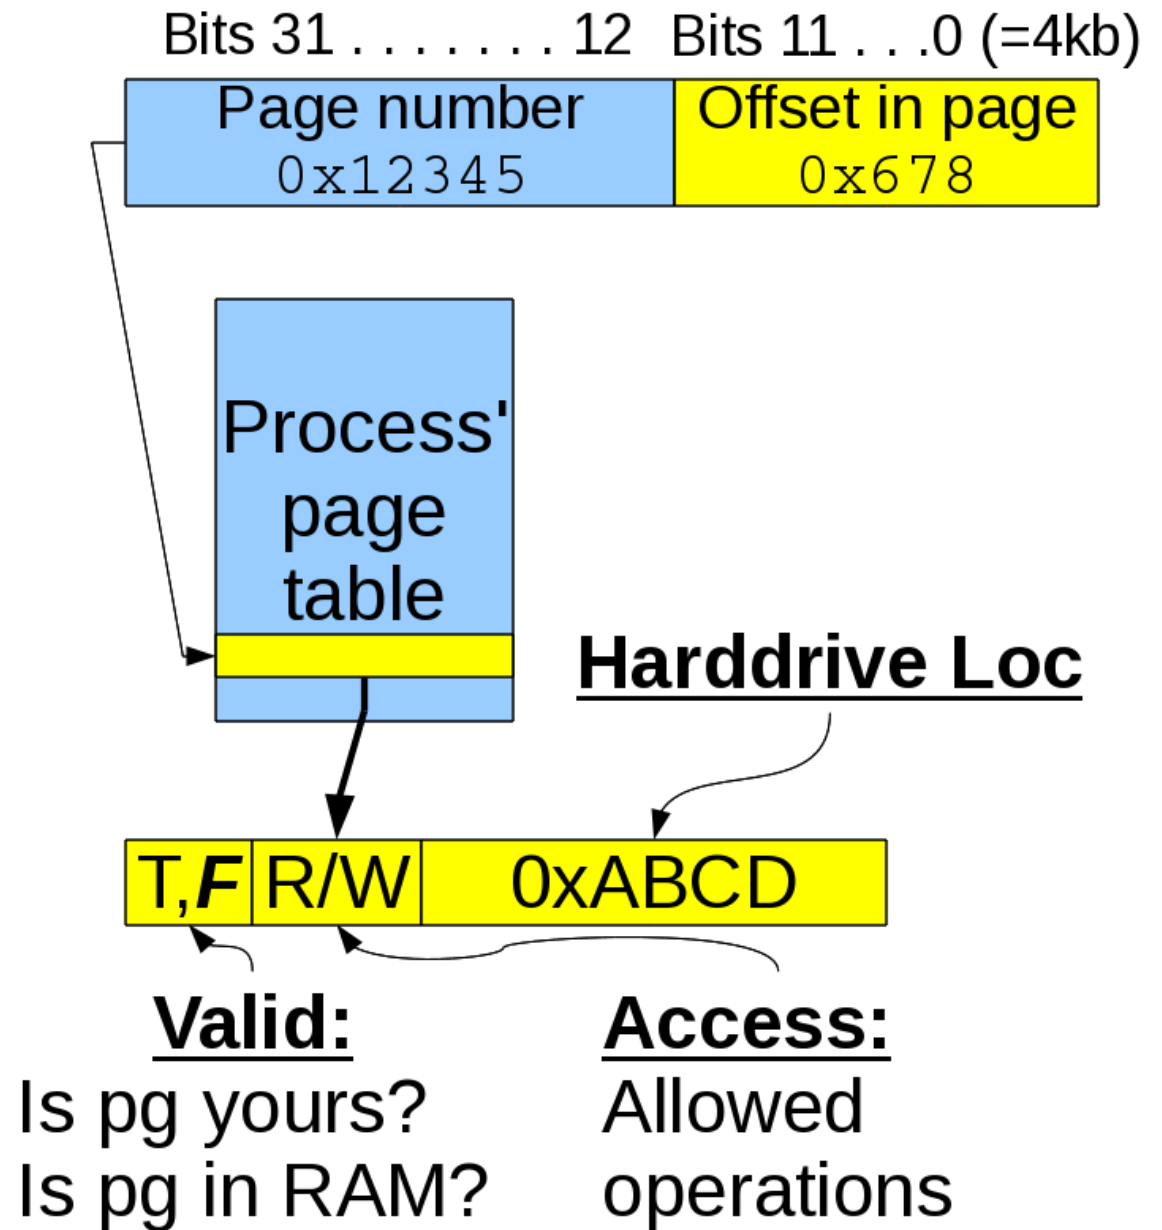 Bits 31 . . . . . . . 12 Bits 11 . . .0 (=4kb)
Page number Offset in page
0x12345 0x678
Process'
page
table
Harddrive Loc
T,F R/W 0xABCD
Valid: Access:
Is pg yours? Allowed
Is pg in RAM? operations